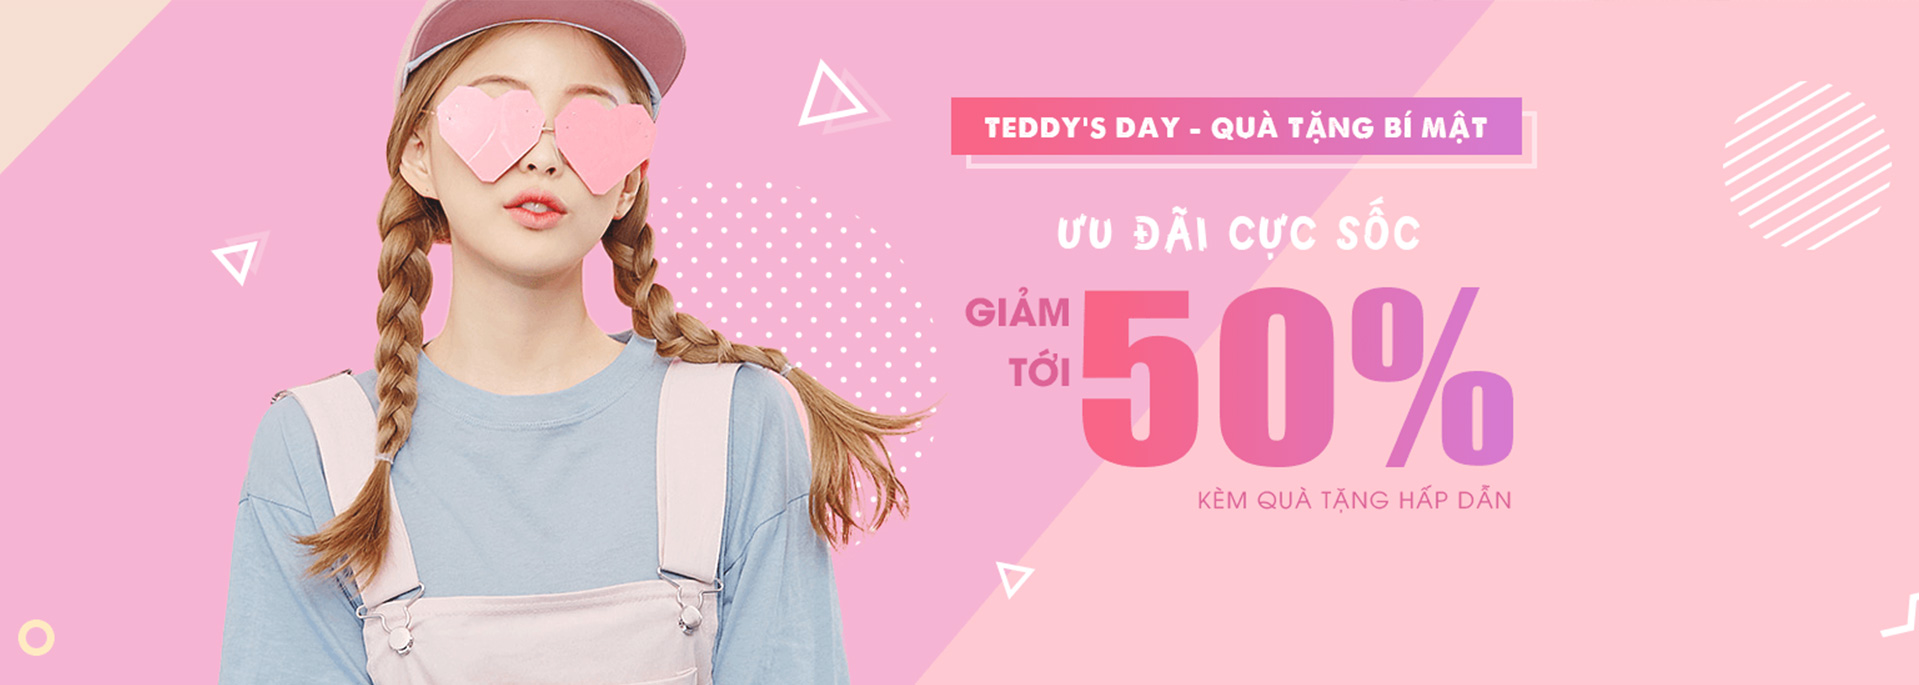 TEDDY'S DAY - QUÀ TẶNG BÍ MẬT
ƯU ĐÃI CỰC SỐC
GIẢM
TỚI
50%
KÈM QUÀ TẶNG HẤP DẪN